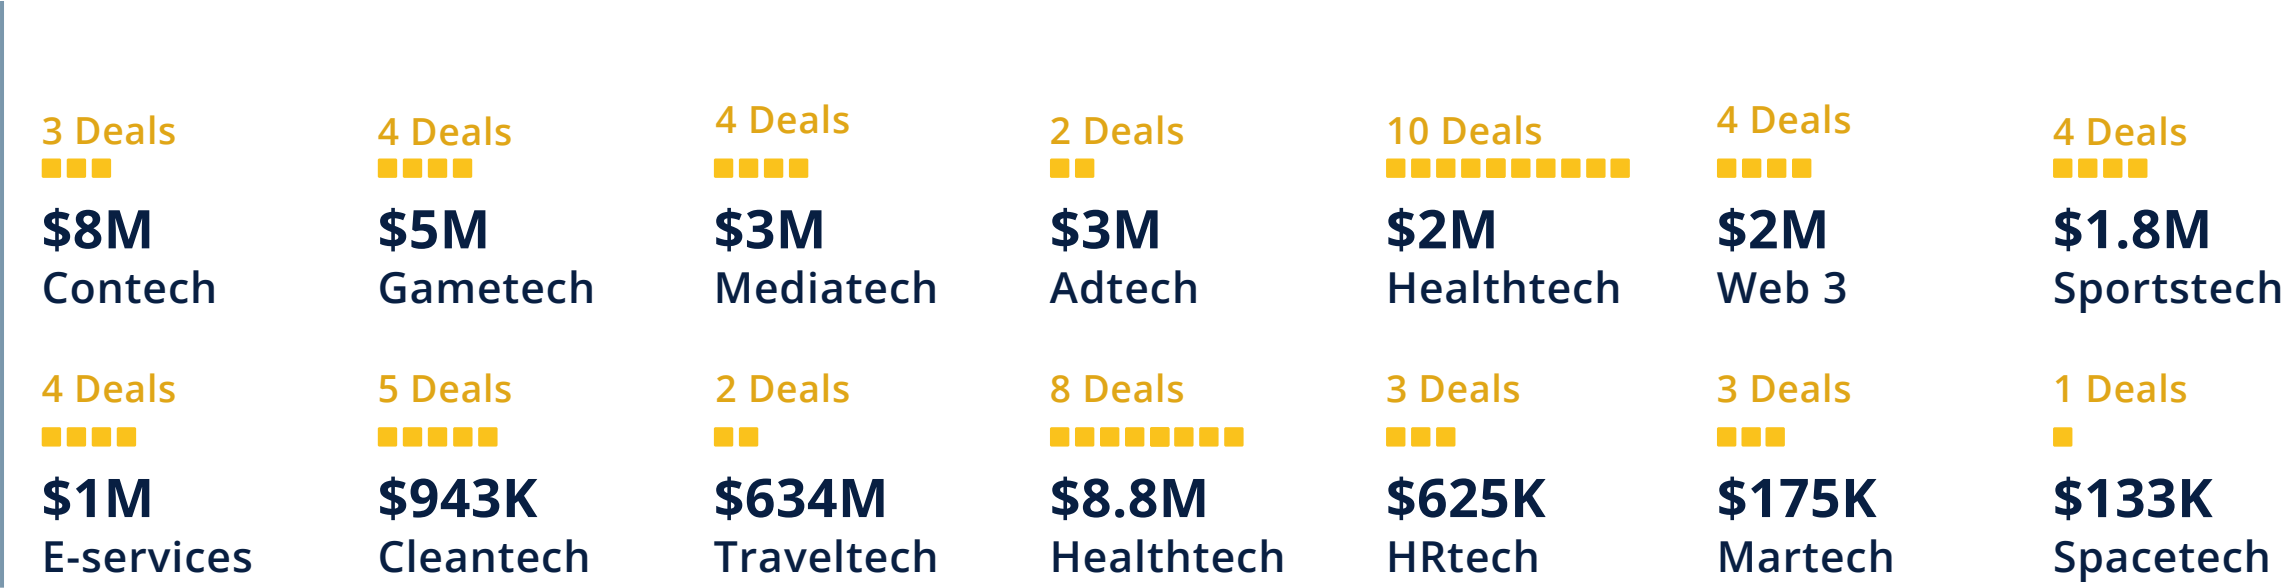 3 Deals
$8M
Contech
4 Deals
$5M
Gametech
4 Deals
$3M
Mediatech
2 Deals
$3M
Adtech
10 Deals
$2M
Healthtech
4 Deals
$2M
Web 3
4 Deals
$1.8M
Sportstech
4 Deals
$1M
E-services
5 Deals
$943K
Cleantech
2 Deals
$634M
Traveltech
8 Deals
$8.8M
Healthtech
3 Deals
$625K
HRtech
3 Deals
$175K
Martech
1 Deals
$133K
Spacetech